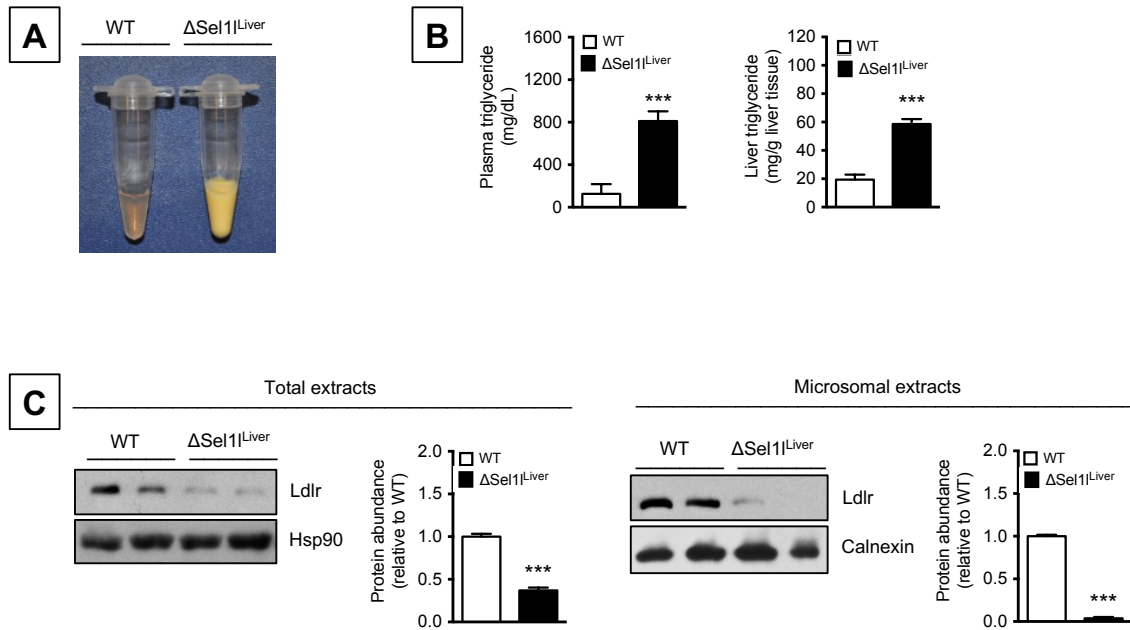 A
WT ΔSel1lLiver
B
1600
1200
800
400
0
Plasma triglyceride
(mg/dL)
WT
ΔSel1lLiver
***
120
100
80
60
40
20
0
Liver triglyceride
(mg/g liver tissue)
WT
ΔSel1lLiver
***
C
Total extracts
WT ΔSel1lLiver
Ldlr
Hsp90
2.0
1.5
1.0
0.5
0.0
Protein abundance
(relative to WT)
WT
ΔSel1lLiver
***
Microsomal extracts
WT ΔSel1lLiver
Ldlr
Calnexin
2.0
1.5
1.0
0.5
0.0
Protein abundance
(relative to WT)
WT
ΔSel1lLiver
***